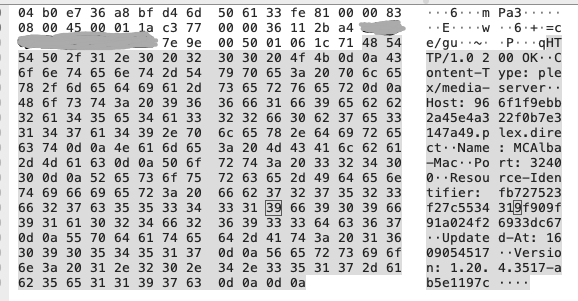 04 b0 e7 36 a8 bf d4 6d 50 61 33 fe 81 00 00 83 ···6···m Pa3·····
08 00 45 00 01 1a c3 77 00 00 36 11 2b a4 ··E····w ··6·+·=c
7e 9e 00 50 01 06 1c 71 48 54 e/gu··~· ·P···qHT
54 50 2f 31 2e 30 20 32 30 30 20 4f 4b 0d 0a 43 TP/1.0 2 00 OK··C
6f 6e 74 65 6e 74 2d 54 79 70 65 3a 20 70 6c 65 ontent-T ype: ple
78 2f 6d 65 64 69 61 2d 73 65 72 76 65 72 0d 0a x/media- server··
48 6f 73 74 3a 20 39 36 36 66 31 66 39 65 62 62 Host: 96 6f1f9ebb
32 61 34 35 65 34 61 33 32 32 66 30 62 37 65 33 2a45e4a3 22f0b7e3
31 34 37 61 34 39 2e 70 6c 65 78 2e 64 69 72 65 147a49.p lex.dire
63 74 0d 0a 4e 61 6d 65 3a 20 4d 43 41 6c 62 61 ct··Name : MCAlba
2d 4d 61 63 0d 0a 50 6f 72 74 3a 20 33 32 34 30 -Mac··Po rt: 3240
30 0d 0a 52 65 73 6f 75 72 63 65 2d 49 64 65 6e 0··Resou rce-Iden
74 69 66 69 65 72 3a 20 66 62 37 32 37 35 32 33 tifier:  fb727523
66 32 37 63 35 35 33 34 33 31 39 66 39 30 39 66 f27c5534 319f909f
39 31 61 30 32 34 66 32 36 39 33 33 64 63 36 37 91a024f2 6933dc67
0d 0a 55 70 64 61 74 65 64 2d 41 74 3a 20 31 36 ··Update d-At: 16
30 39 30 35 34 35 31 37 0d 0a 56 65 72 73 69 6f 09054517 ··Versio
6e 3a 20 31 2e 32 30 2e 34 2e 33 35 31 37 2d 61 n: 1.20. 4.3517-a
62 35 65 31 31 39 37 63 0d 0a 0d 0a b5e1197c ····